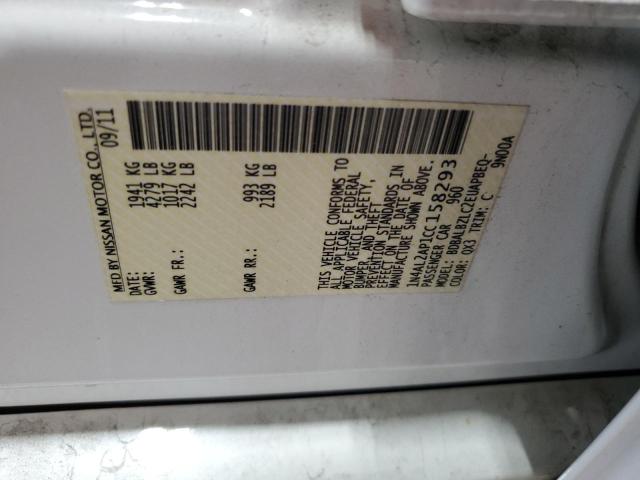 MFD BY NISSAN MOTOR CO., LTD.
DATE: 09/11
GVWR: 1941 KG
4279 LB
GAWR FR.: 1017 KG
2242 LB
GAWR RR.: 993 KG
2189 LB
THIS VEHICLE CONFORMS TO
ALL APPLICABLE FEDERAL
MOTOR VEHICLE SAFETY,
BUMPER, AND THEFT
PREVENTION STANDARDS IN
EFFECT ON THE DATE OF
MANUFACTURE SHOWN ABOVE.
1N4AL2AP1CC158293
PASSENGER CAR 960
MODEL: BDBALBZLC2EUAPBEQ-
COLOR: QX3 TRIM: C 9N00A